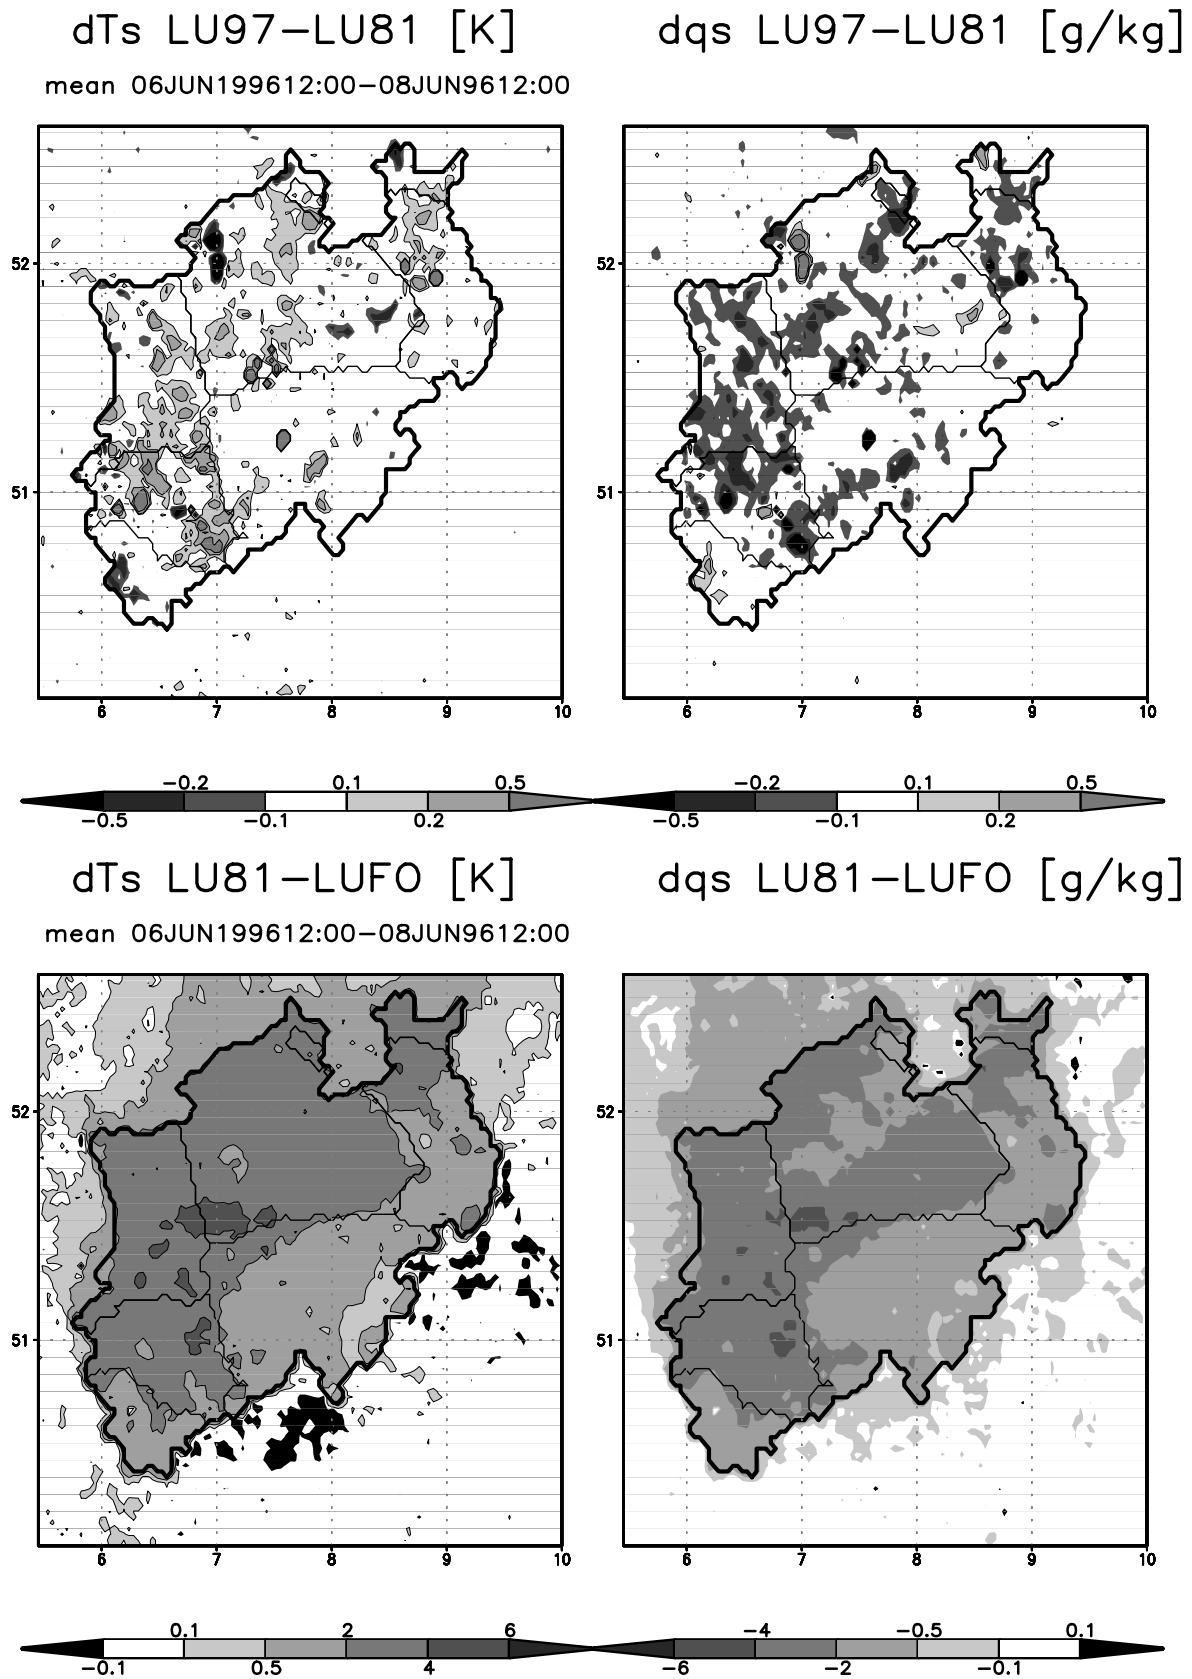 dTs LU97−LU81 [K]
dqs LU97−LU81 [g/kg]
mean 06JUN199612:00−08JUN9612:00
52
51
6 7 8 9 10
52
51
6 7 8 9 10
−0.2 0.1 0.5
−0.5 −0.1 0.2
−0.2 0.1 0.5
−0.5 −0.1 0.2
dTs LU81−LUFO [K]
dqs LU81−LUFO [g/kg]
mean 06JUN199612:00−08JUN9612:00
52
51
6 7 8 9 10
52
51
6 7 8 9 10
0.1 2 6
−0.1 0.5 4
−4 −0.5 0.1
−6 −2 −0.1